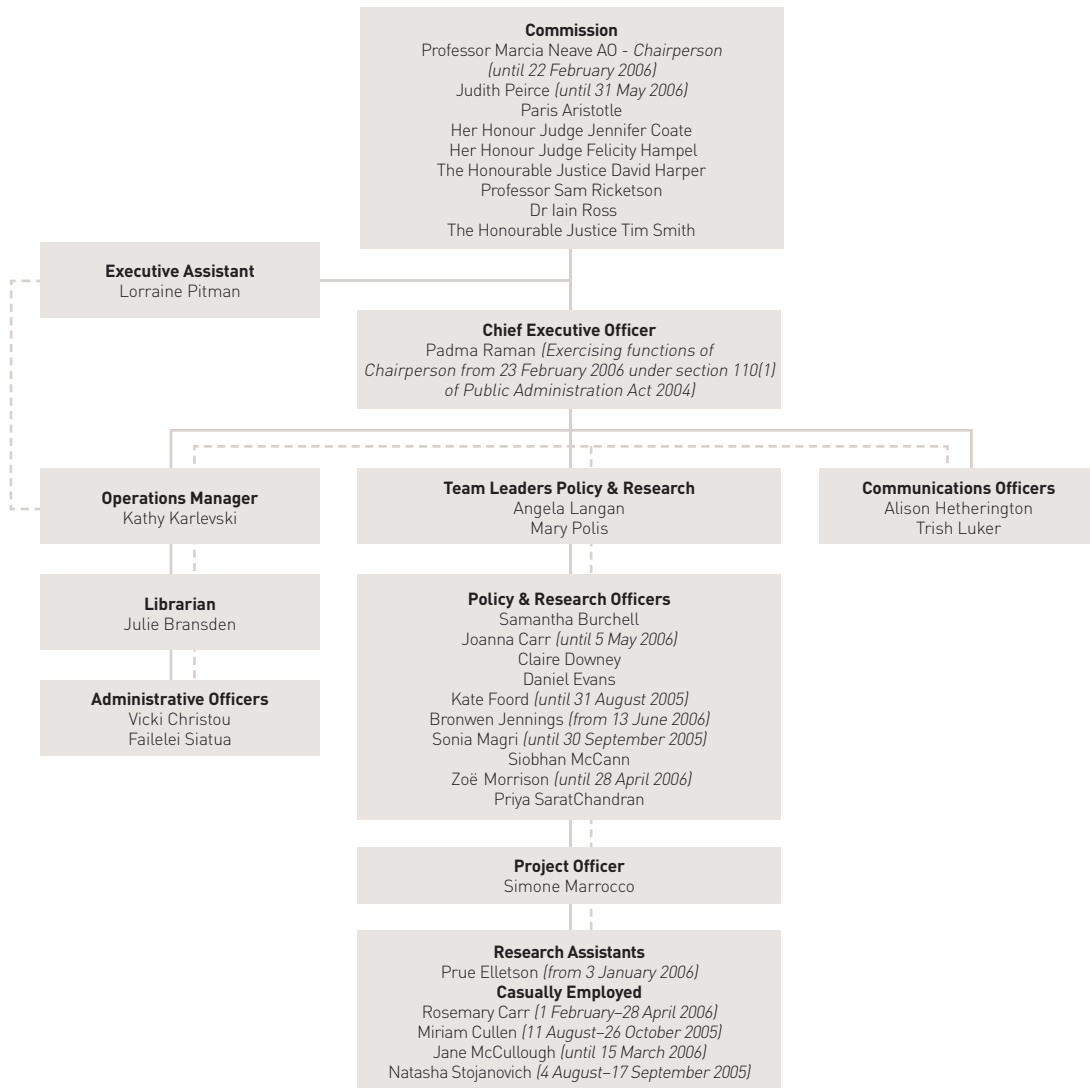 Commission
Professor Marcia Neave AO - Chairperson
(until 22 February 2006)
Judith Peirce (until 31 May 2006)
Paris Aristotle
Her Honour Judge Jennifer Coate
Her Honour Judge Felicity Hampel
The Honourable Justice David Harper
Professor Sam Ricketson
Dr Iain Ross
The Honourable Justice Tim Smith
Executive Assistant
Lorraine Pitman
Chief Executive Officer
Padma Raman (Exercising functions of
Chairperson from 23 February 2006 under section 110(1)
of Public Administration Act 2004)
Operations Manager
Kathy Karlevski
Team Leaders Policy & Research
Angela Langan
Mary Polis
Communications Officers
Alison Hetherington
Trish Luker
Librarian
Julie Bransden
Administrative Officers
Vicki Christou
Failelei Siatua
Policy & Research Officers
Samantha Burchell
Joanna Carr (until 5 May 2006)
Claire Downey
Daniel Evans
Kate Foord (until 31 August 2005)
Bronwen Jennings (from 13 June 2006)
Sonia Magri (until 30 September 2005)
Siobhan McCann
Zoë Morrison (until 28 April 2006)
Priya SaratChandran
Project Officer
Simone Marrocco
Research Assistants
Prue Elletson (from 3 January 2006)
Casually Employed
Rosemary Carr (1 February–28 April 2006)
Miriam Cullen (11 August–26 October 2005)
Jane McCullough (until 15 March 2006)
Natasha Stojanovich (4 August–17 September 2005)